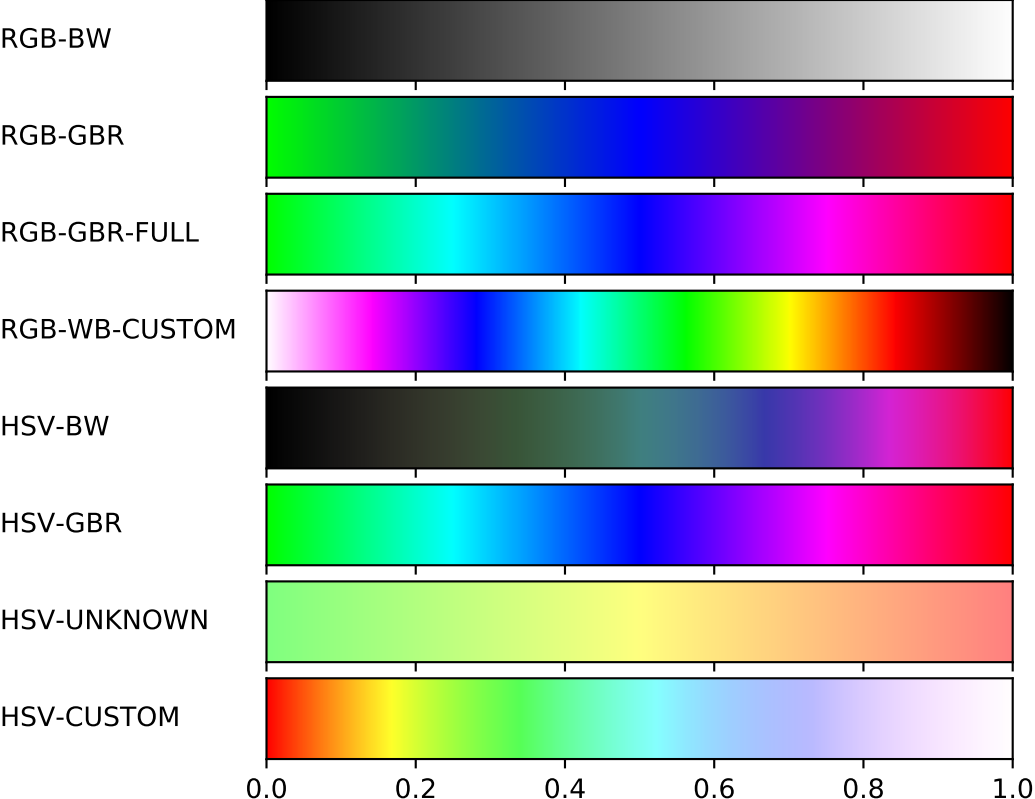 RGB-BW
RGB-GBR
RGB-GBR-FULL
RGB-WB-CUSTOM
HSV-BW
HSV-GBR
HSV-UNKNOWN
HSV-CUSTOM
0.0 0.2 0.4 0.6 0.8 1.0